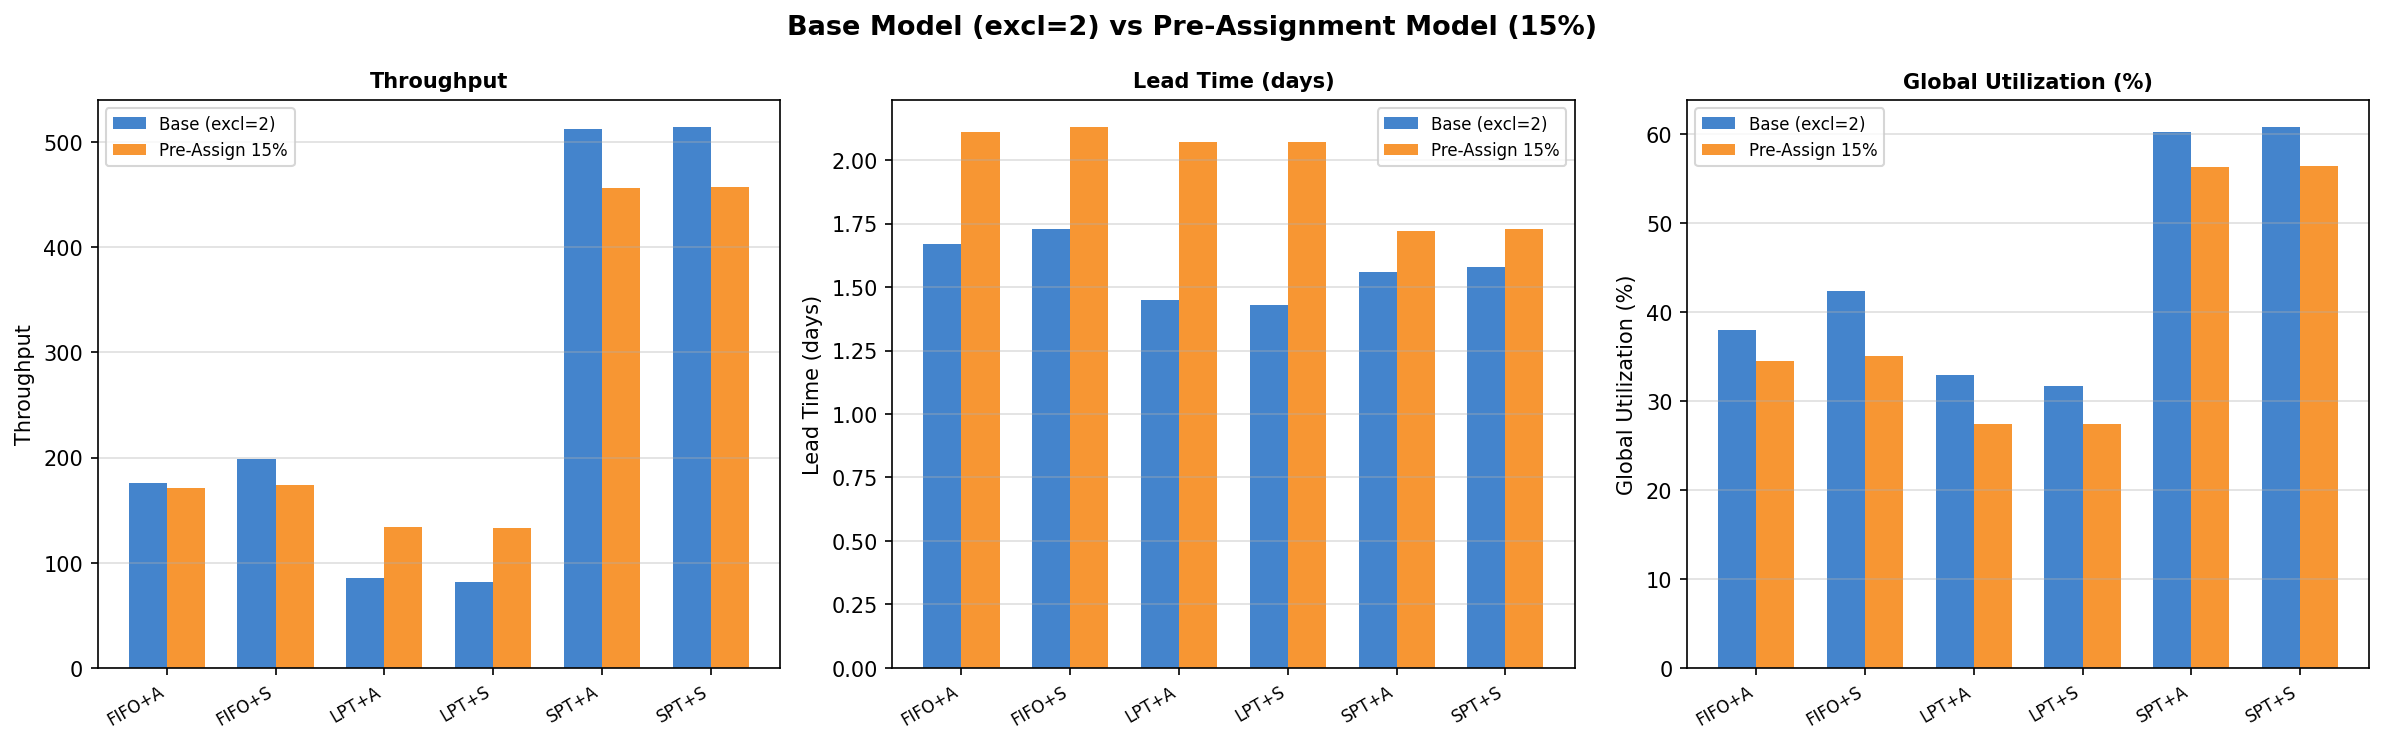 Base Model (excl=2) vs Pre-Assignment Model (15%)
Throughput
Base (excl=2)
Pre-Assign 15%
Throughput
500
400
300
200
100
0
FIFO+A
FIFO+S
LPT+A
LPT+S
SPT+A
SPT+S
Lead Time (days)
Base (excl=2)
Pre-Assign 15%
Lead Time (days)
2.00
1.75
1.50
1.25
1.00
0.75
0.50
0.25
0.00
FIFO+A
FIFO+S
LPT+A
LPT+S
SPT+A
SPT+S
Global Utilization (%)
Base (excl=2)
Pre-Assign 15%
Global Utilization (%)
60
50
40
30
20
10
0
FIFO+A
FIFO+S
LPT+A
LPT+S
SPT+A
SPT+S